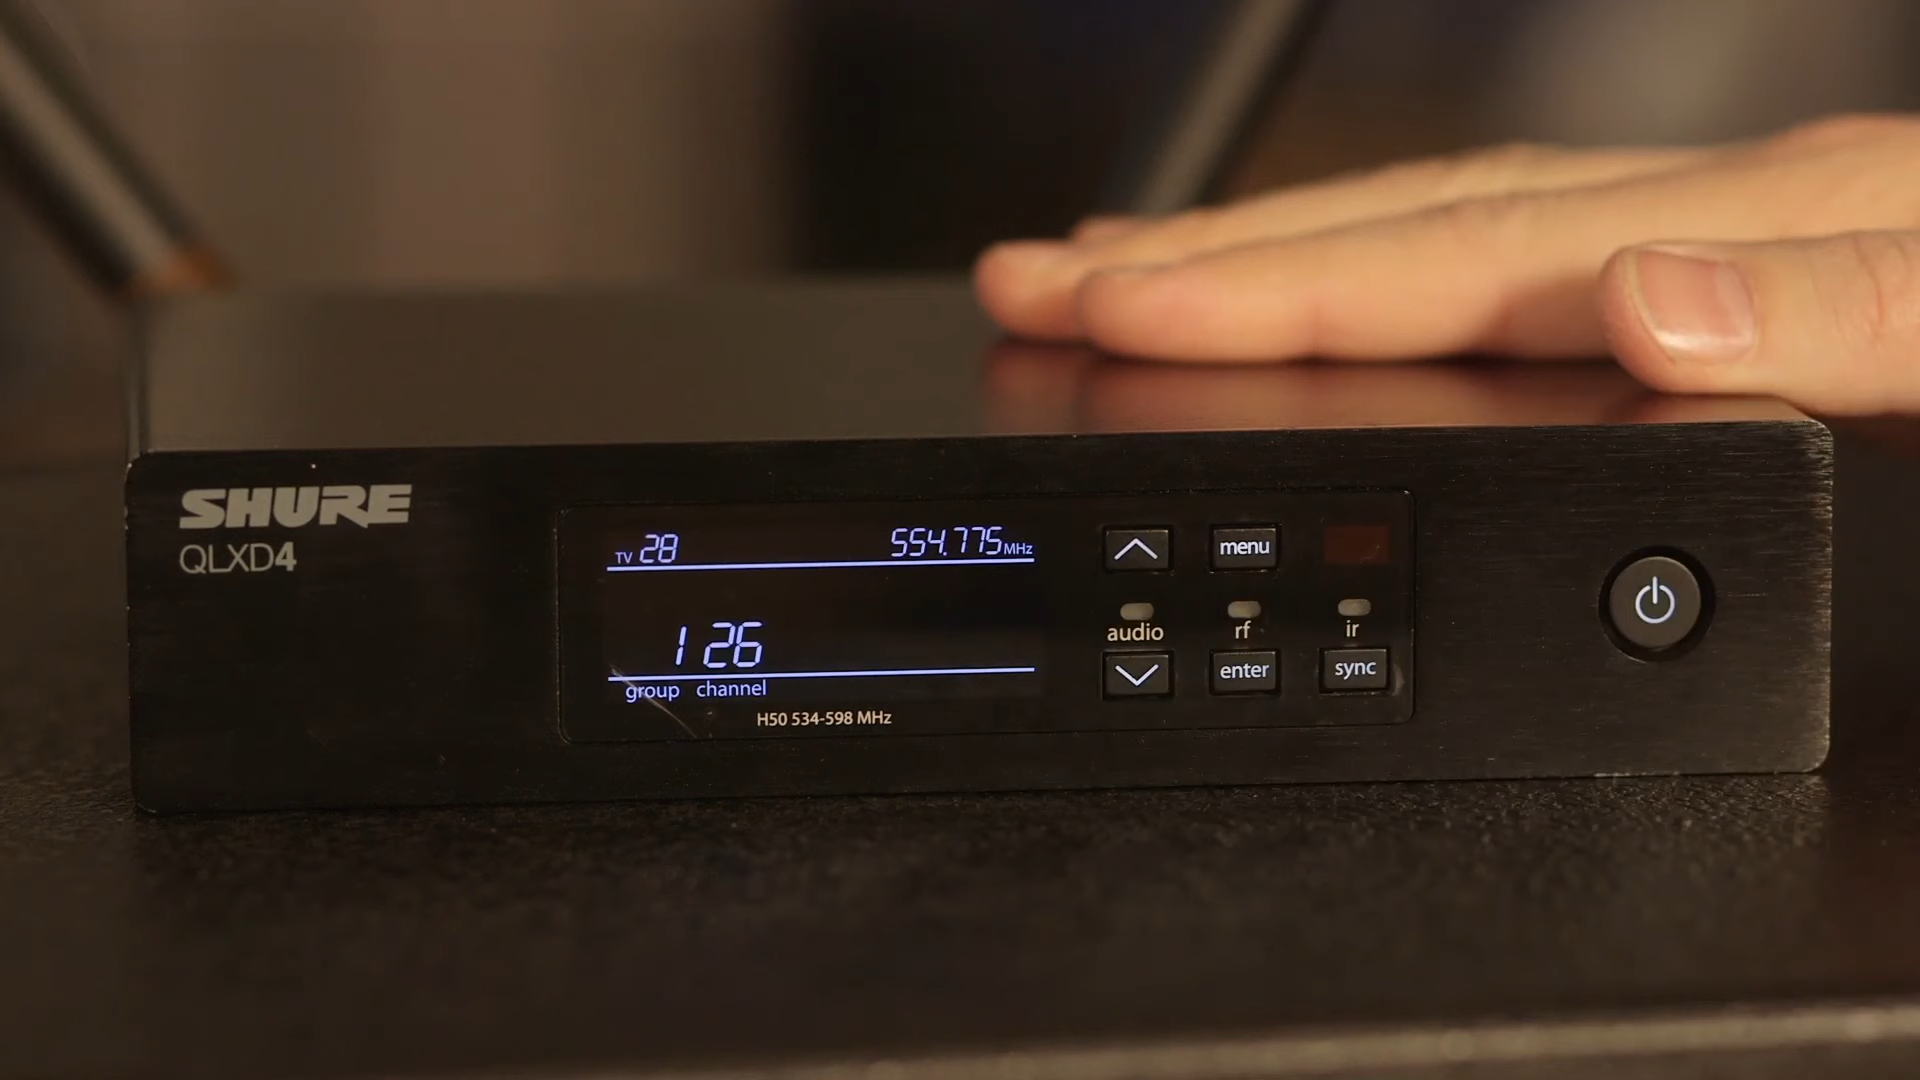 SHURE
QLXD4
TV 28 554.775 MHz
1 26
group channel
H50 534-598 MHz
menu
audio rf ir
enter sync